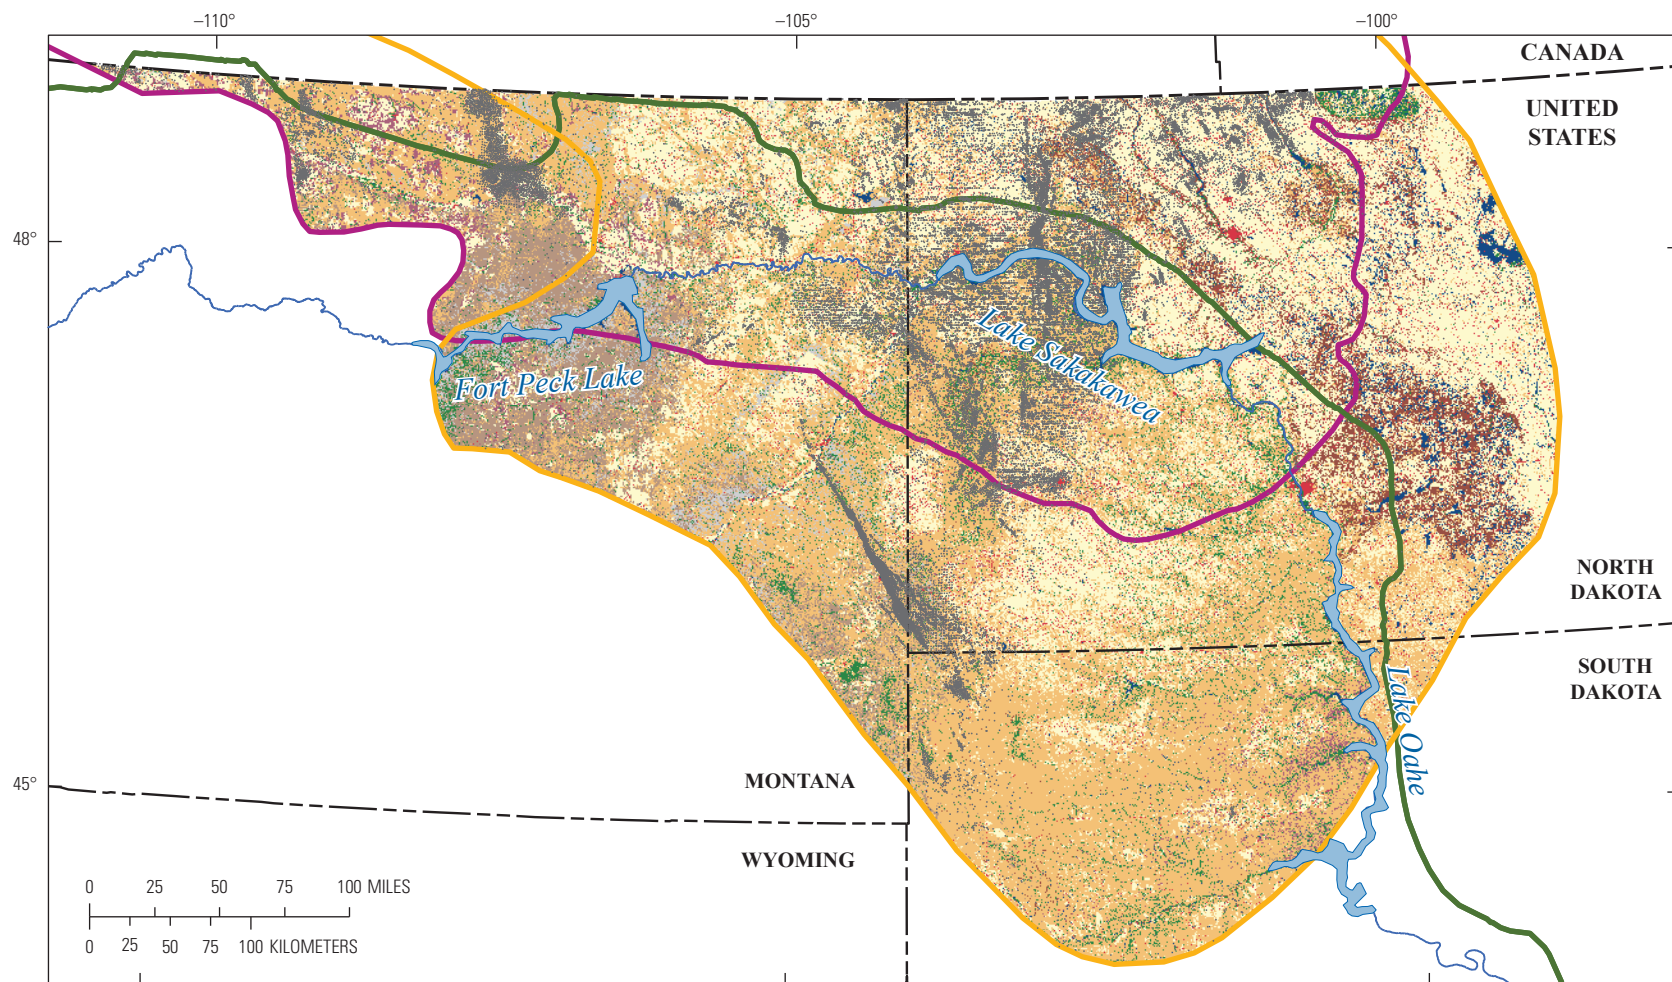 –110°
–105°
–100°
CANADA
UNITED
STATES
48°
Lake Sakakawea
Fort Peck Lake
NORTH
DAKOTA
SOUTH
DAKOTA
Lake Oahe
45°
MONTANA
WYOMING
0 25 50 75 100 MILES
0 25 50 75 100 KILOMETERS